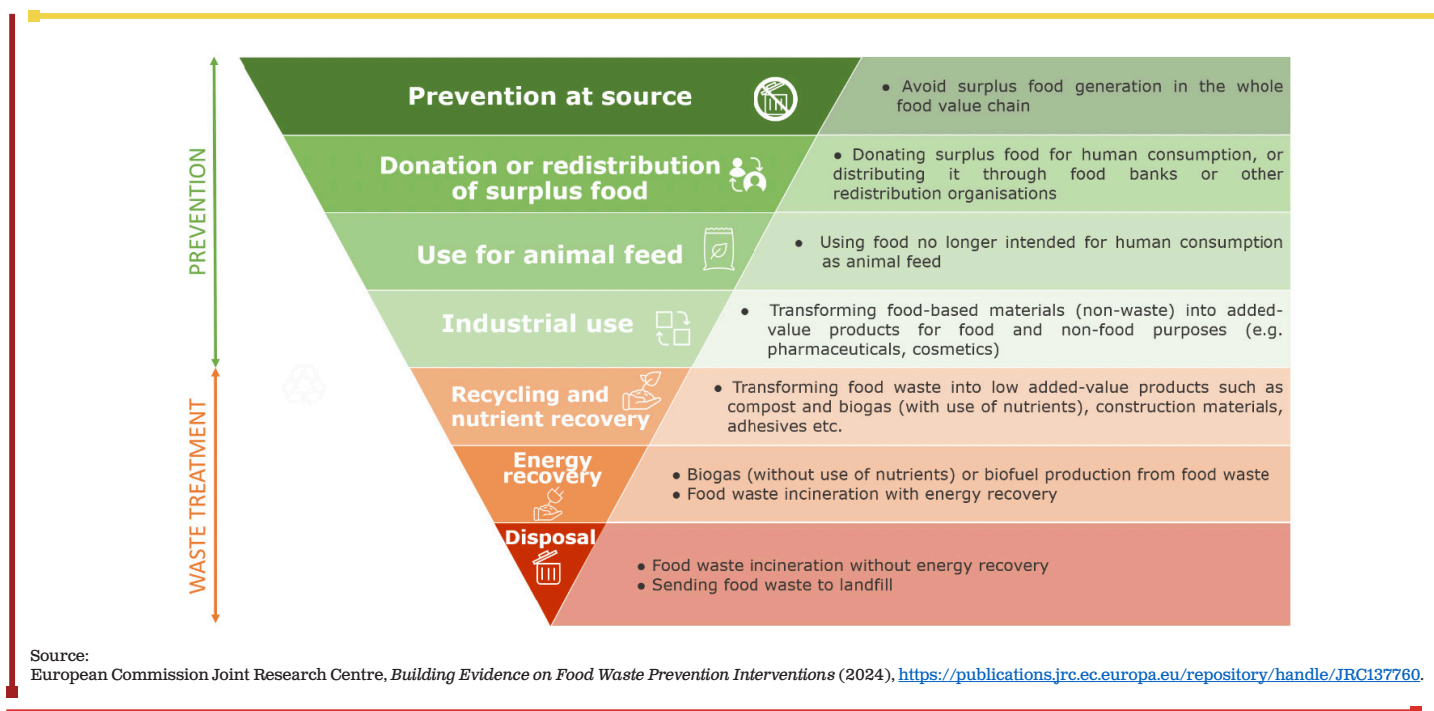 PREVENTION
WASTE TREATMENT
Prevention at source
● Avoid surplus food generation in the whole
food value chain
Donation or redistribution
of surplus food
● Donating surplus food for human consumption, or
distributing it through food banks or other
redistribution organisations
Use for animal feed
● Using food no longer intended for human consumption
as animal feed
Industrial use
● Transforming food-based materials (non-waste) into added-
value products for food and non-food purposes (e.g.
pharmaceuticals, cosmetics)
Recycling and
nutrient recovery
● Transforming food waste into low added-value products such as
compost and biogas (with use of nutrients), construction materials,
adhesives etc.
Energy
recovery
● Biogas (without use of nutrients) or biofuel production from food waste
● Food waste incineration with energy recovery
Disposal
● Food waste incineration without energy recovery
● Sending food waste to landfill
Source:
European Commission Joint Research Centre, Building Evidence on Food Waste Prevention Interventions (2024), https://publications.jrc.ec.europa.eu/repository/handle/JRC137760.